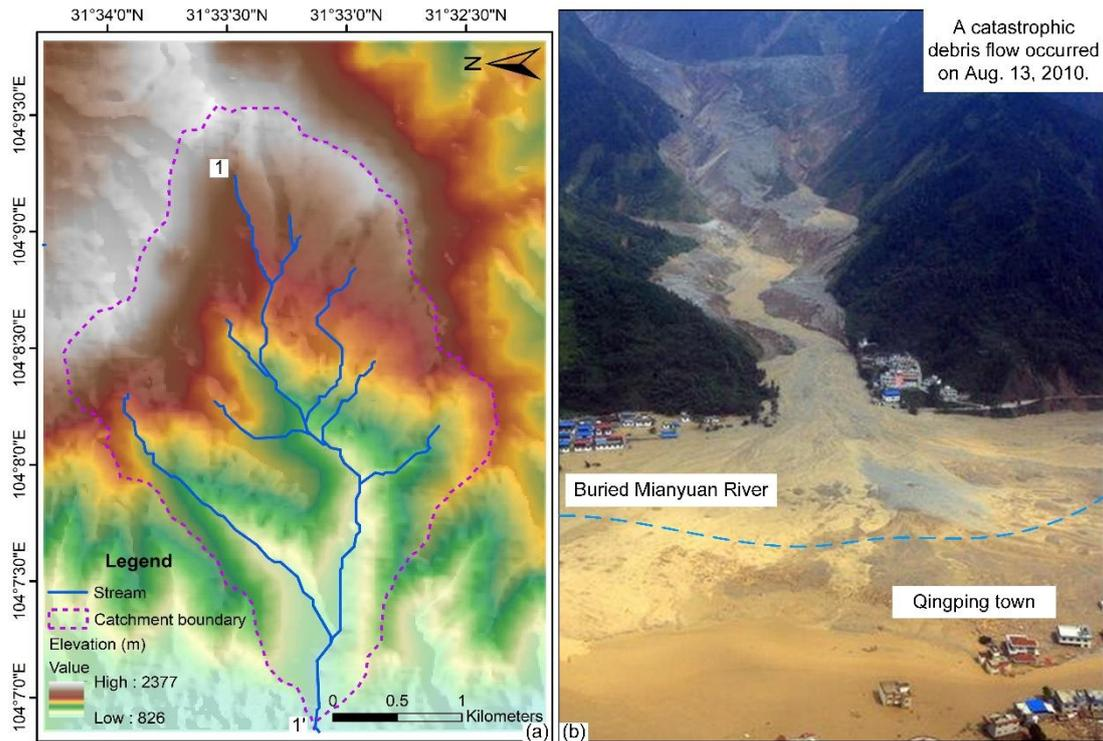 31°34'0"N
31°33'30"N
31°33'0"N
31°32'30"N
104°9'30"E
104°9'0"E
104°8'30"E
104°8'0"E
104°7'30"E
104°7'0"E
N
1
Legend
Stream
Catchment boundary
Elevation (m)
Value
High : 2377
Low : 826
1'
0 0.5 1
Kilometers
(a)
A catastrophic
debris flow occurred
on Aug. 13, 2010.
Buried Mianyuan River
Qingping town
(b)